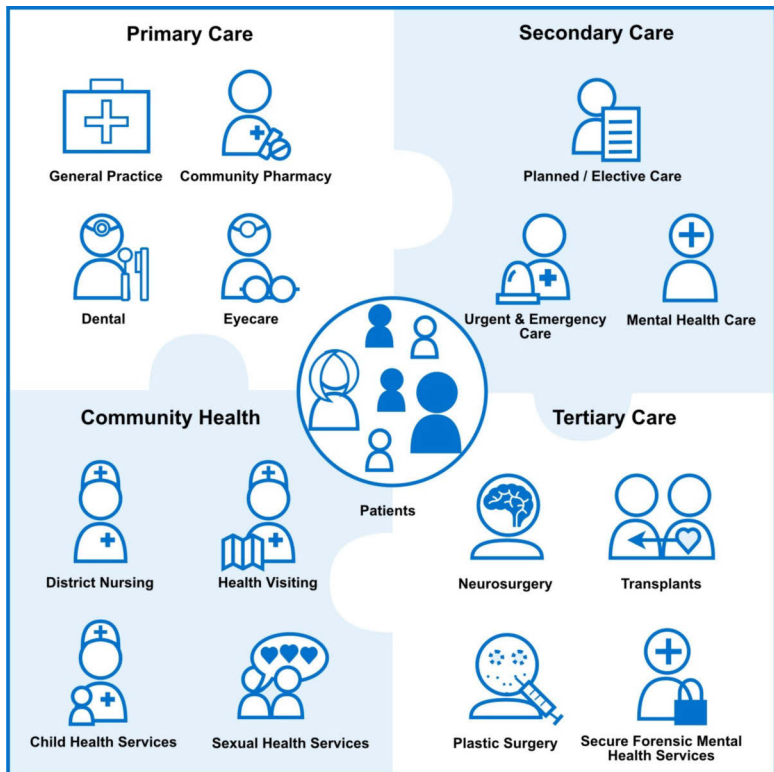 Primary Care
General Practice
Community Pharmacy
Dental
Eyecare
Secondary Care
Planned / Elective Care
Urgent & Emergency
Care
Mental Health Care
Patients
Community Health
District Nursing
Health Visiting
Child Health Services
Sexual Health Services
Tertiary Care
Neurosurgery
Transplants
Plastic Surgery
Secure Forensic Mental
Health Services